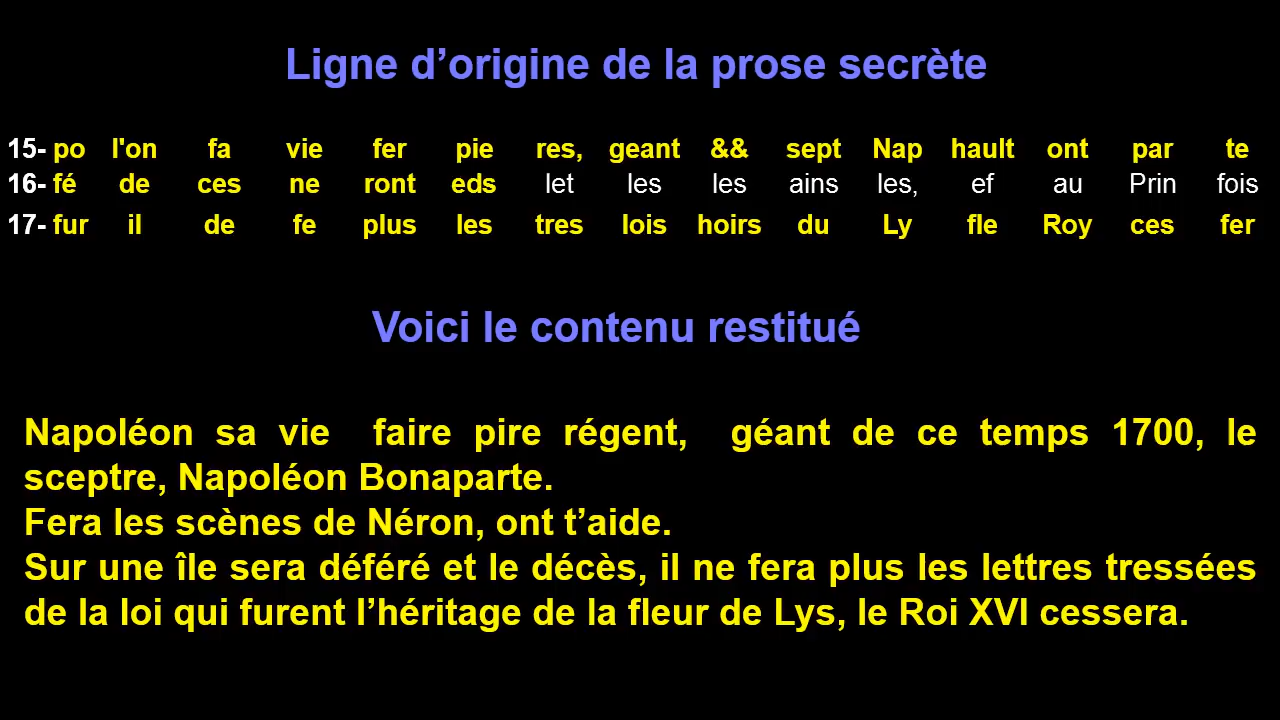 Ligne d’origine de la prose secrète
15- po l'on fa vie fer pie res, geant && sept Nap hault ont par te
16- fé de ces ne ront eds let les les ains les, ef au Prin fois
17- fur il de fe plus les tres lois hoirs du Ly fle Roy ces fer
Voici le contenu restitué
Napoléon sa vie faire pire régent, géant de ce temps 1700, le
sceptre, Napoléon Bonaparte.
Fera les scènes de Néron, ont t’aide.
Sur une île sera déféré et le décès, il ne fera plus les lettres tressées
de la loi qui furent l’héritage de la fleur de Lys, le Roi XVI cessera.